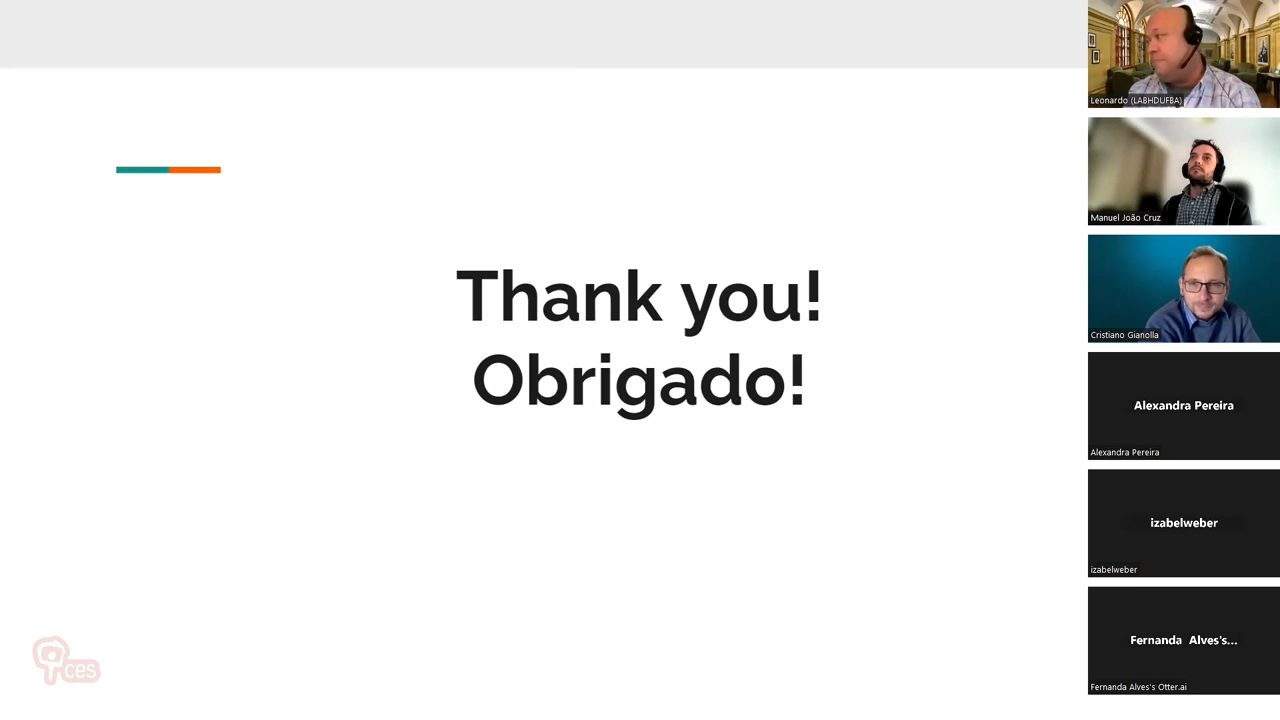 Thank you!
Obrigado!
ces
Leonardo (LABHDUFBA)
Manuel João Cruz
Cristiano Gianolla
Alexandra Pereira
Alexandra Pereira
izabelweber
izabelweber
Fernanda Alves's...
Fernanda Alves's Otter.ai